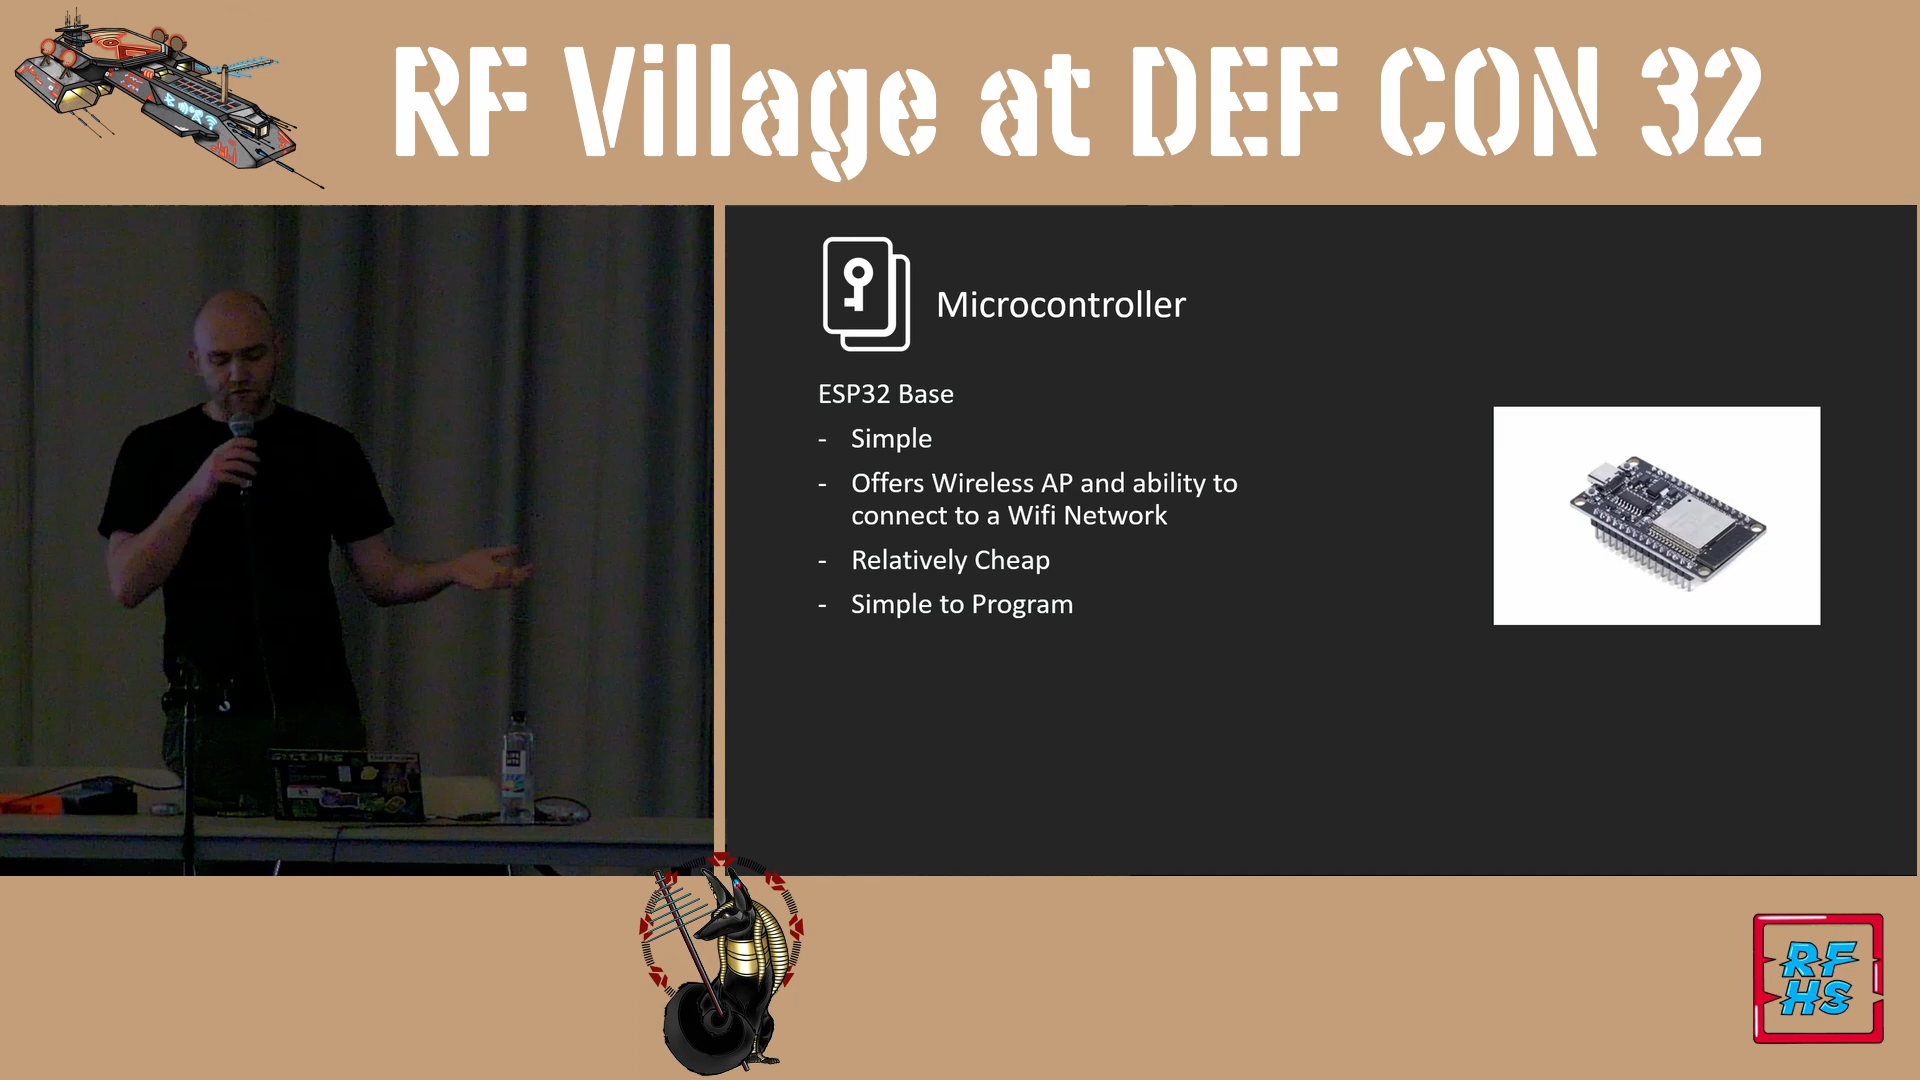 RF Village at DEF CON 32
Microcontroller
ESP32 Base
- Simple
- Offers Wireless AP and ability to
connect to a Wifi Network
- Relatively Cheap
- Simple to Program
RF
HS